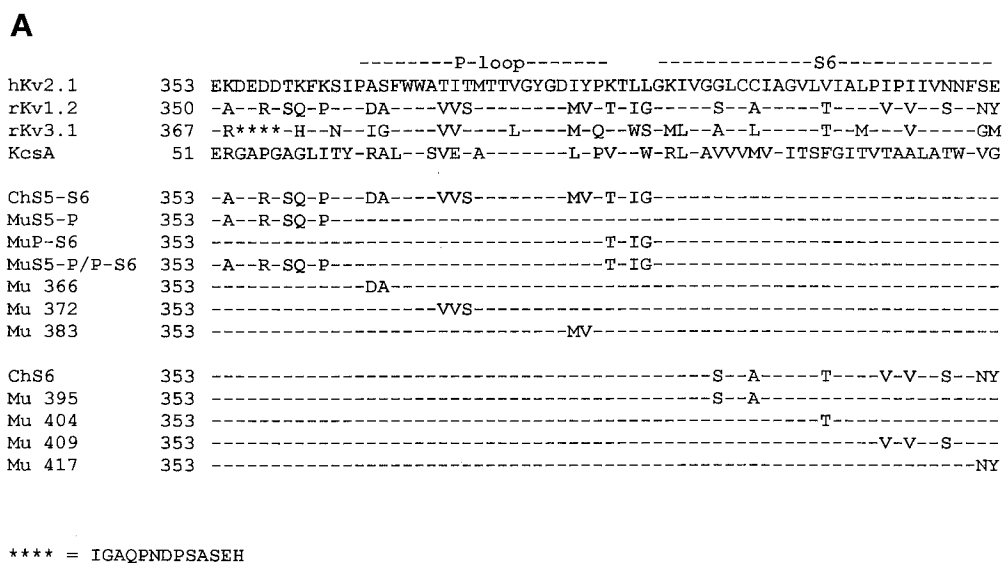 A
--------P-loop-------    ------------S6-------------
hKv2.1 353 EKDEDDTKFKSIPASFWWATITMTTVGYGDIYPKTLLGKIVGGLCCIAGVLVIALPIPIIVNNFSE
rKv1.2 350 -A--R-SQ-P---DA----VVS--------MV-T-IG-----S--A-----T----V-V--S--NY
rKv3.1 367 -R****-H--N--IG----VV----L----M-Q--WS-ML--A--L-----T--M---V-----GM
KcsA 51 ERGAPGAGLITY-RAL--SVE-A-------L-PV--W-RL-AVVVMV-ITSFGITVTAALATW-VG
ChS5-S6 353 -A--R-SQ-P---DA----VVS--------MV-T-IG-----------------------------
MuS5-P 353 -A--R-SQ-P--------------------------------------------------------
MuP-S6 353 ---------------------------------T-IG-----------------------------
MuS5-P/P-S6 353 -A--R-SQ-P-----------------------T-IG-----------------------------
Mu 366 353 -------------DA---------------------------------------------------
Mu 372 353 -------------------VVS--------------------------------------------
Mu 383 353 ------------------------------MV----------------------------------
ChS6 353 ------------------------------------------S--A-----T----V-V--S--NY
Mu 395 353 ------------------------------------------S--A--------------------
Mu 404 353 ---------------------------------------------------T--------------
Mu 409 353 --------------------------------------------------------V-V--S----
Mu 417 353 ----------------------------------------------------------------NY
**** = IGAQPNDPSASEH